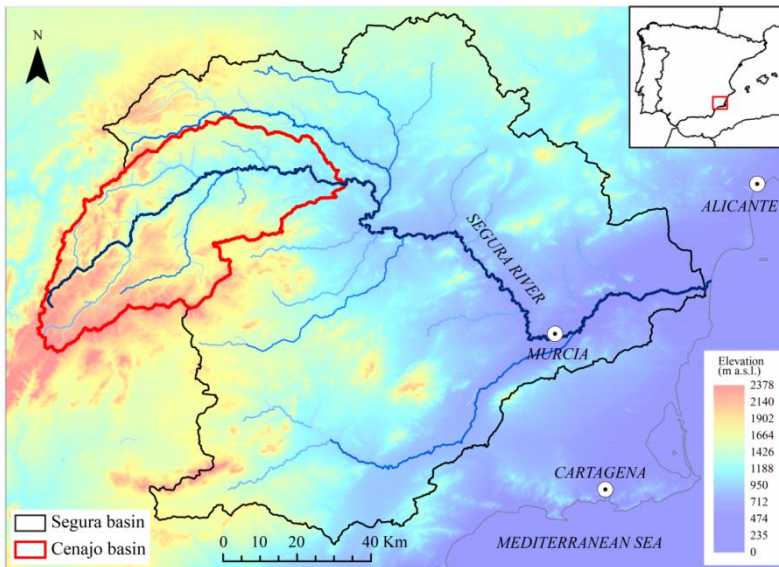 N
ALICANTE
SEGURA RIVER
MURCIA
Elevation
(m a.s.l.)
2378
2140
1902
1664
1426
1188
950
712
474
235
0
CARTAGENA
Segura basin
Cenajo basin
0 10 20 40 Km
MEDITERRANEAN SEA